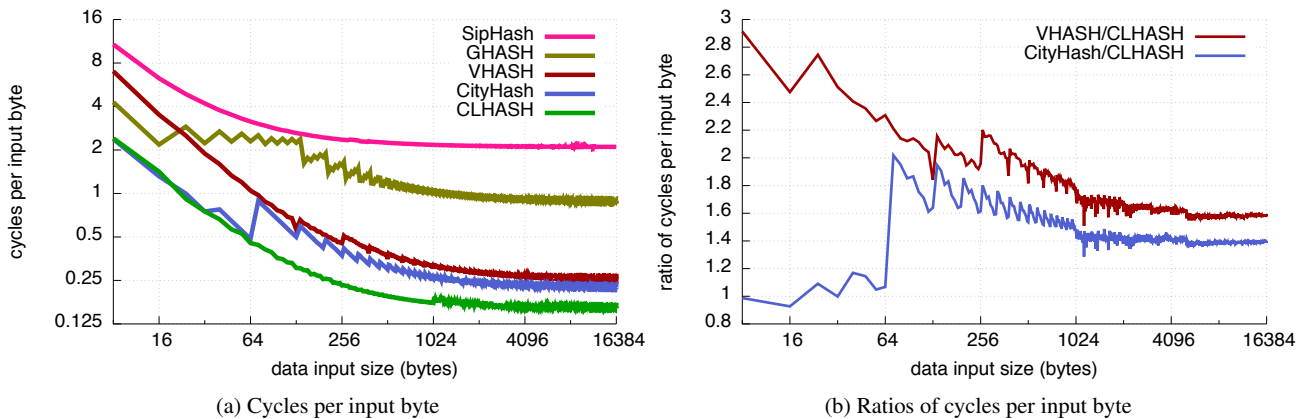 16
8
4
2
1
0.5
0.25
0.125
cycles per input byte
SipHash
GHASH
VHASH
CityHash
CLHASH
16 64 256 1024 4096 16384
data input size (bytes)
(a) Cycles per input byte
3
2.8
2.6
2.4
2.2
2
1.8
1.6
1.4
1.2
1
0.8
ratio of cycles per input byte
VHASH/CLHASH
CityHash/CLHASH
16 64 256 1024 4096 16384
data input size (bytes)
(b) Ratios of cycles per input byte